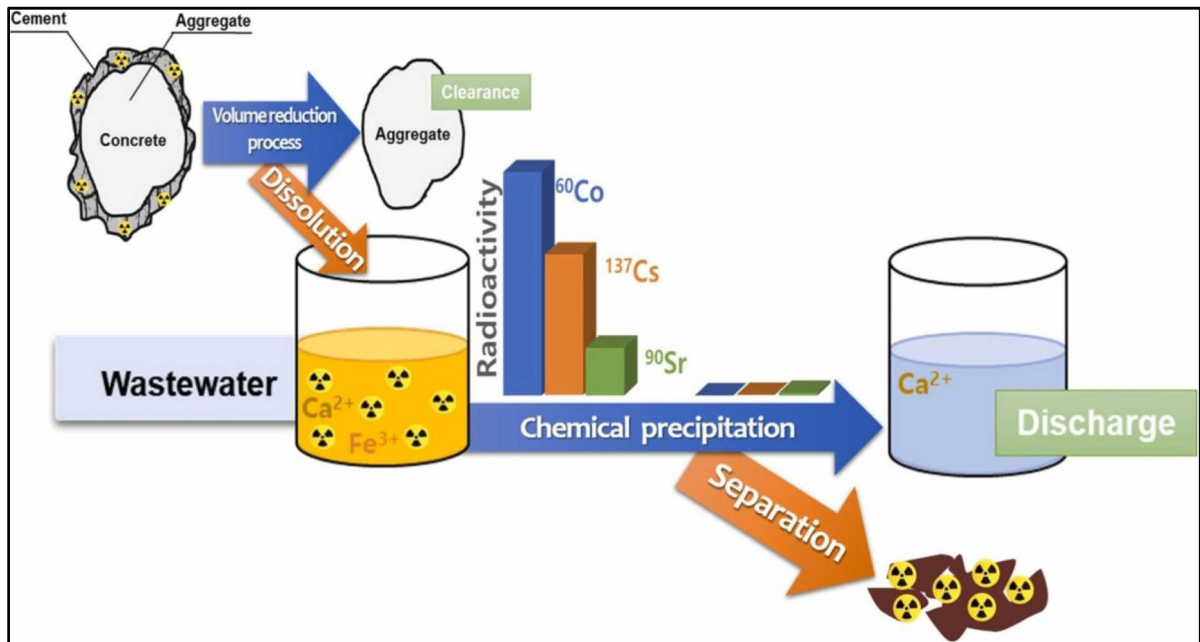 Cement
Aggregate
Concrete
Volume reduction
process
Aggregate
Clearance
Dissolution
Radioactivity
⁶⁰Co
¹³⁷Cs
⁹⁰Sr
Wastewater
Ca²⁺
Fe³⁺
Chemical precipitation
Ca²⁺
Discharge
Separation